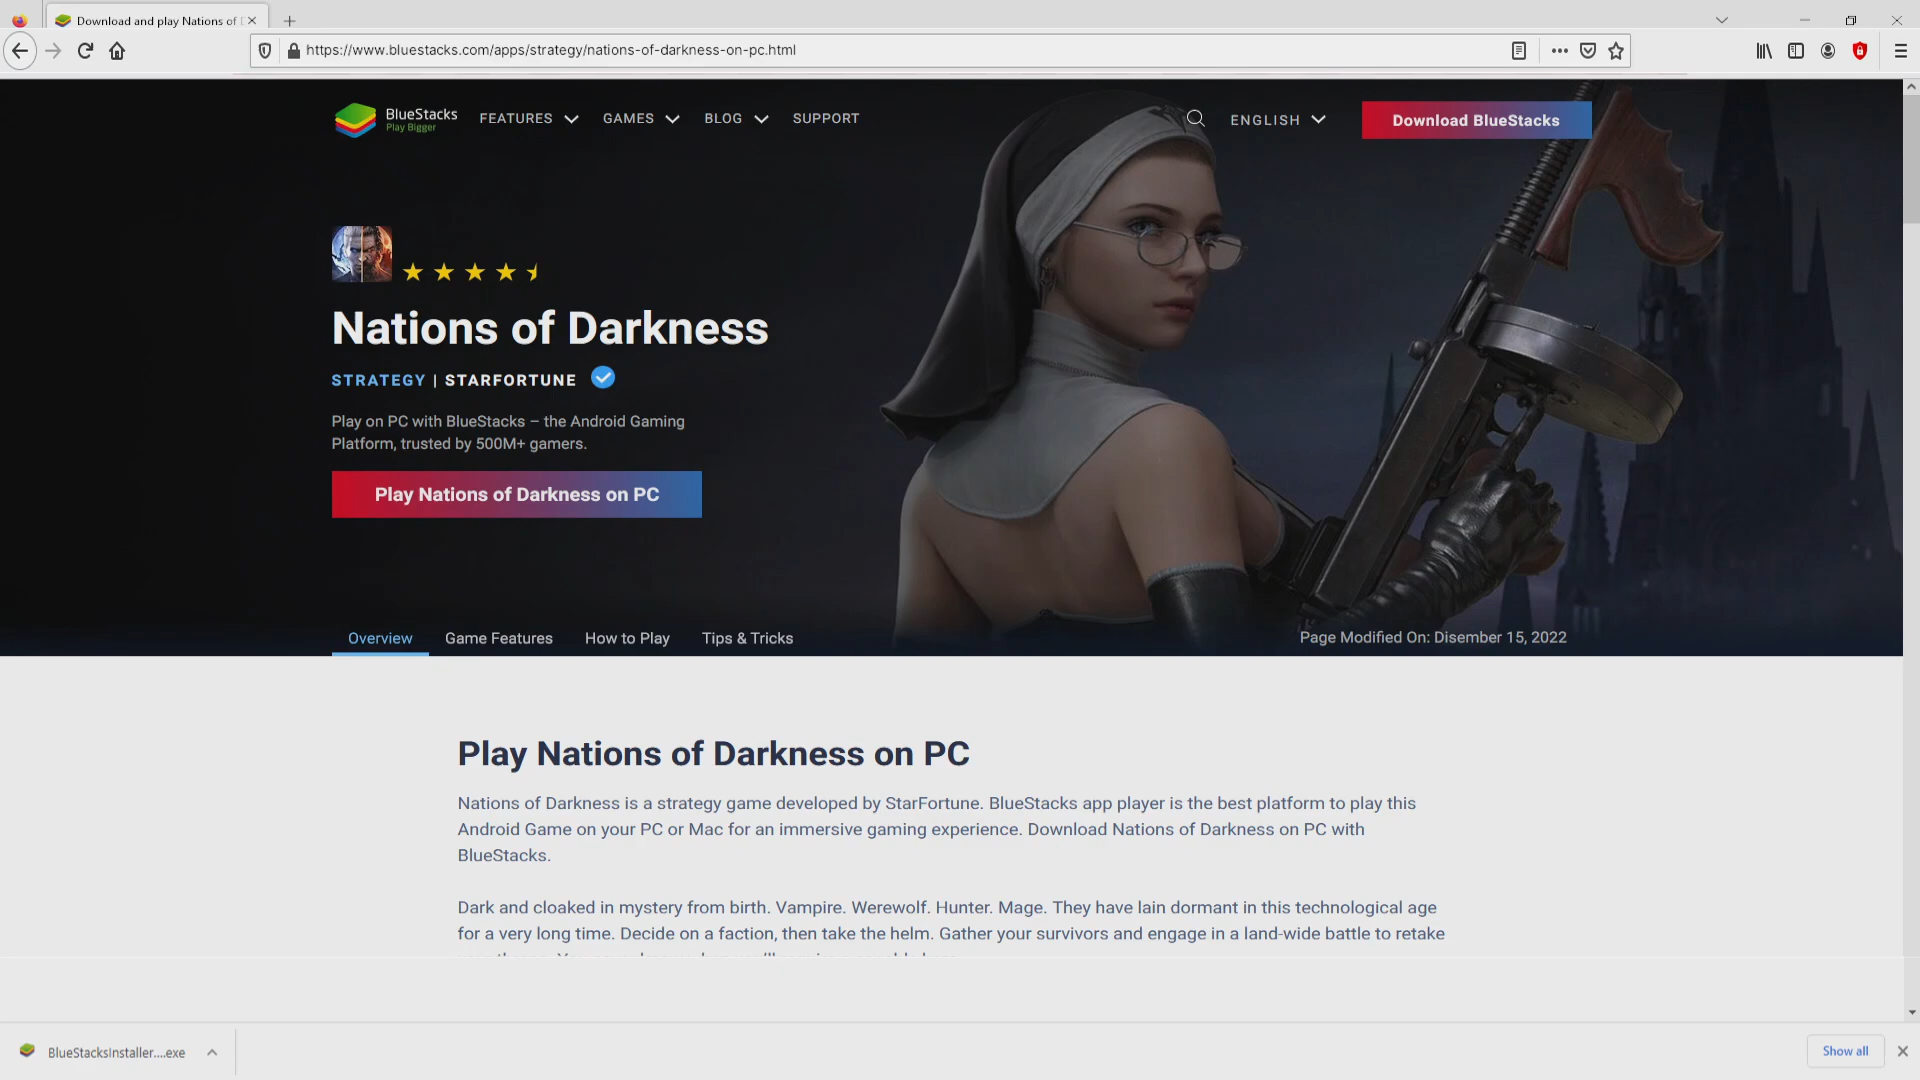 Download and play Nations of
https://www.bluestacks.com/apps/strategy/nations-of-darkness-on-pc.html
BlueStacks
Play Bigger
FEATURES
GAMES
BLOG
SUPPORT
ENGLISH
Download BlueStacks
Nations of Darkness
STRATEGY | STARFORTUNE
Play on PC with BlueStacks – the Android Gaming
Platform, trusted by 500M+ gamers.
Play Nations of Darkness on PC
Overview
Game Features
How to Play
Tips & Tricks
Page Modified On: Disember 15, 2022
Play Nations of Darkness on PC
Nations of Darkness is a strategy game developed by StarFortune. BlueStacks app player is the best platform to play this
Android Game on your PC or Mac for an immersive gaming experience. Download Nations of Darkness on PC with
BlueStacks.
Dark and cloaked in mystery from birth. Vampire. Werewolf. Hunter. Mage. They have lain dormant in this technological age
for a very long time. Decide on a faction, then take the helm. Gather your survivors and engage in a land-wide battle to retake
BlueStacksInstaller....exe
Show all